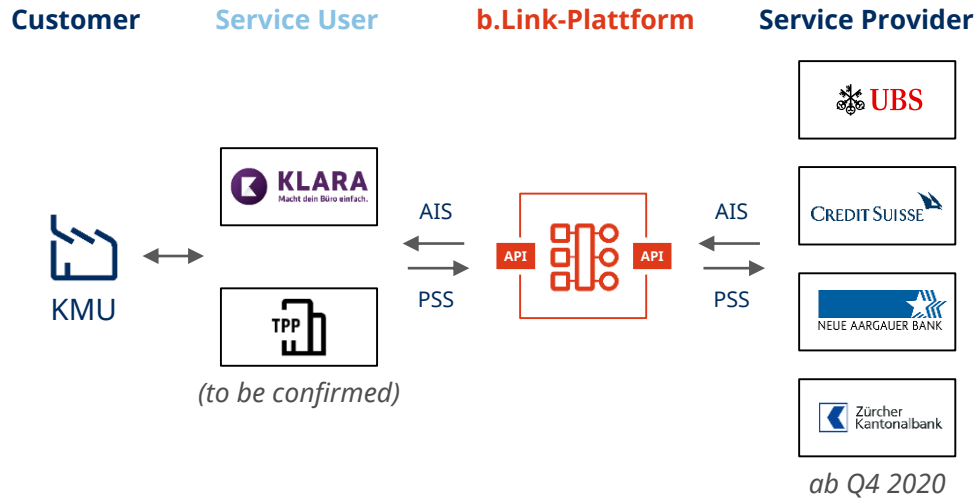 Customer
Service User
b.Link-Plattform
Service Provider
KMU
KLARA
Macht dein Büro einfach.
TPP
(to be confirmed)
AIS
PSS
API
API
AIS
PSS
UBS
CREDIT SUISSE
NEUE AARGAUER BANK
Zürcher
Kantonalbank
ab Q4 2020